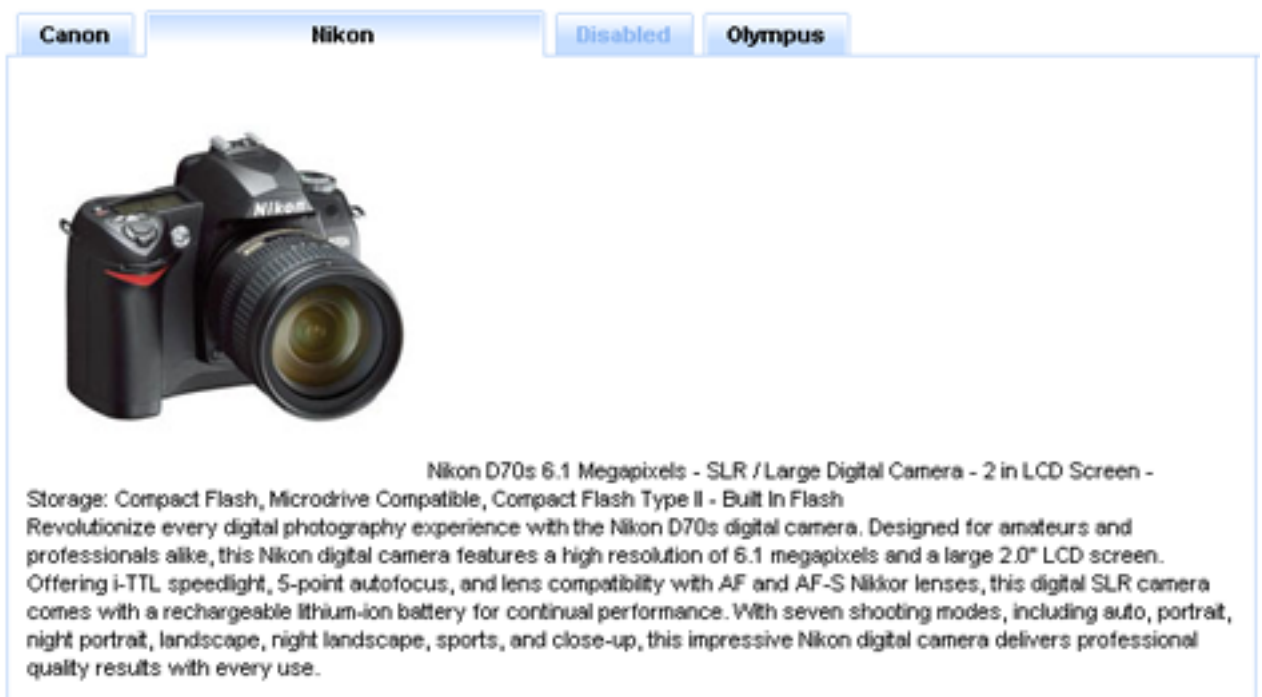 Canon
Nikon
Disabled
Olympus
Nikon
Nikon D70s 6.1 Megapixels - SLR / Large Digital Camera - 2 in LCD Screen -
Storage: Compact Flash, Microdrive Compatible, Compact Flash Type II - Built In Flash
Revolutionize every digital photography experience with the Nikon D70s digital camera. Designed for amateurs and
professionals alike, this Nikon digital camera features a high resolution of 6.1 megapixels and a large 2.0" LCD screen.
Offering i-TTL speedlight, 5-point autofocus, and lens compatibility with AF and AF-S Nikkor lenses, this digital SLR camera
comes with a rechargeable lithium-ion battery for continual performance. With seven shooting modes, including auto, portrait,
night portrait, landscape, night landscape, sports, and close-up, this impressive Nikon digital camera delivers professional
quality results with every use.